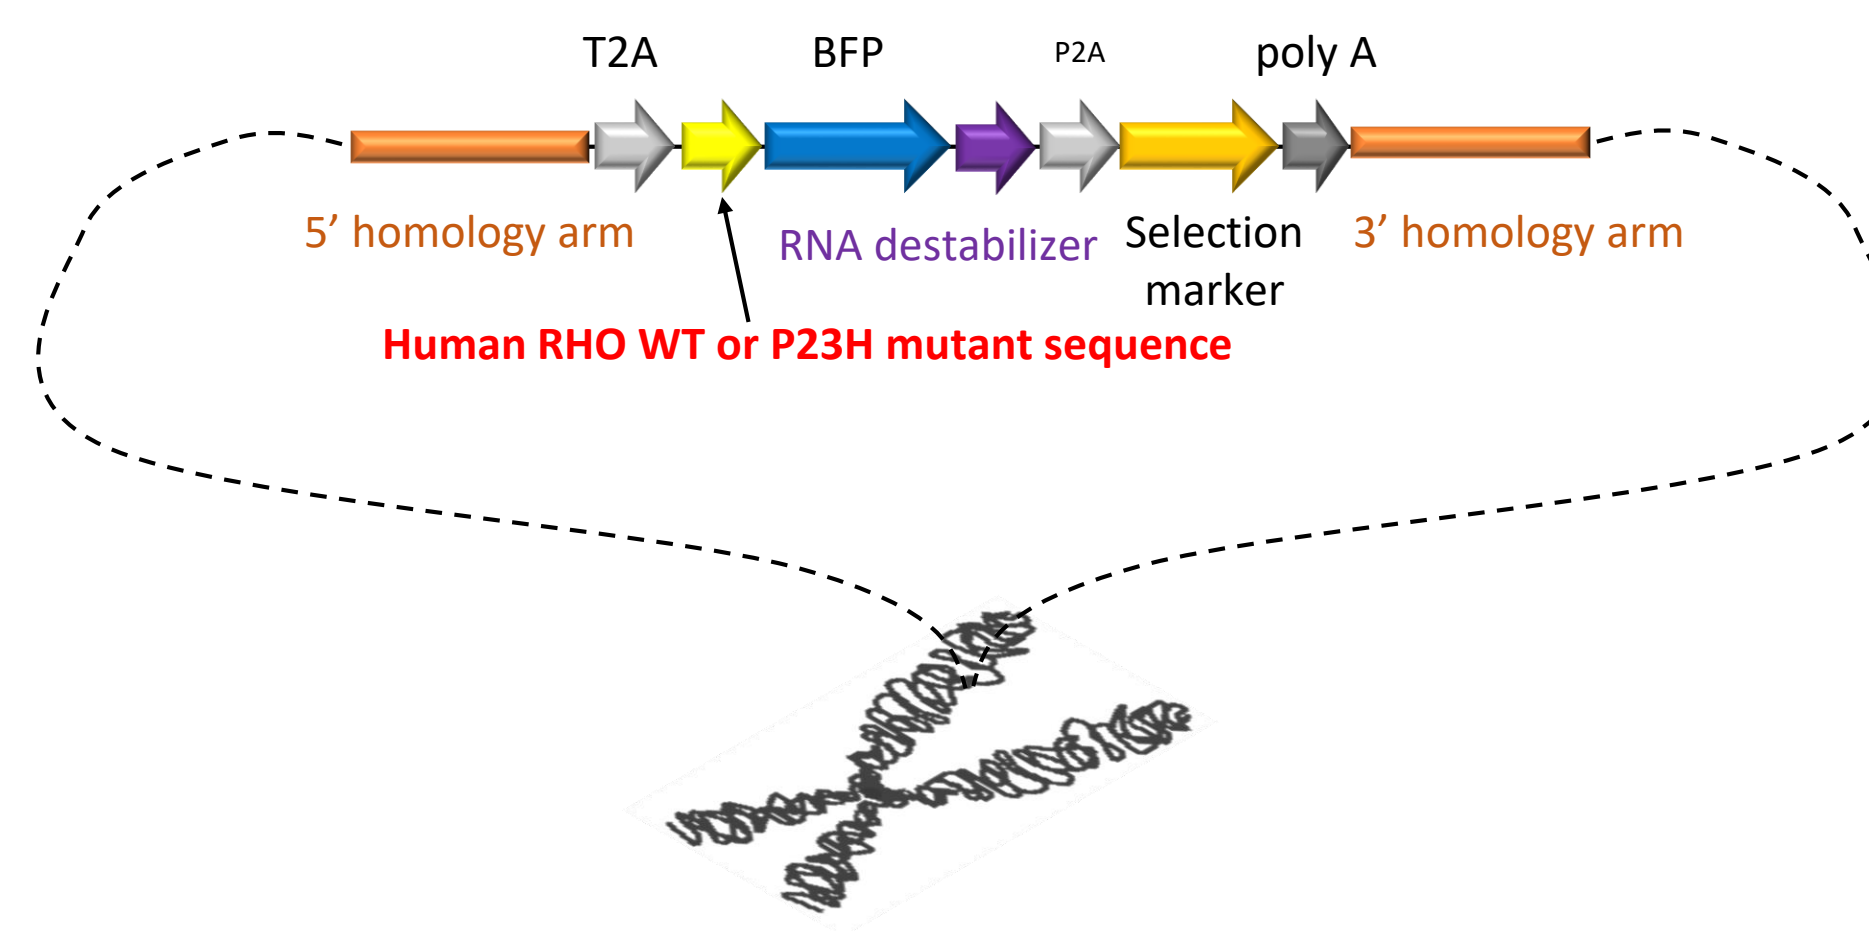 T2A BFP P2A poly A
5’ homology arm RNA destabilizer Selection marker 3’ homology arm
Human RHO WT or P23H mutant sequence